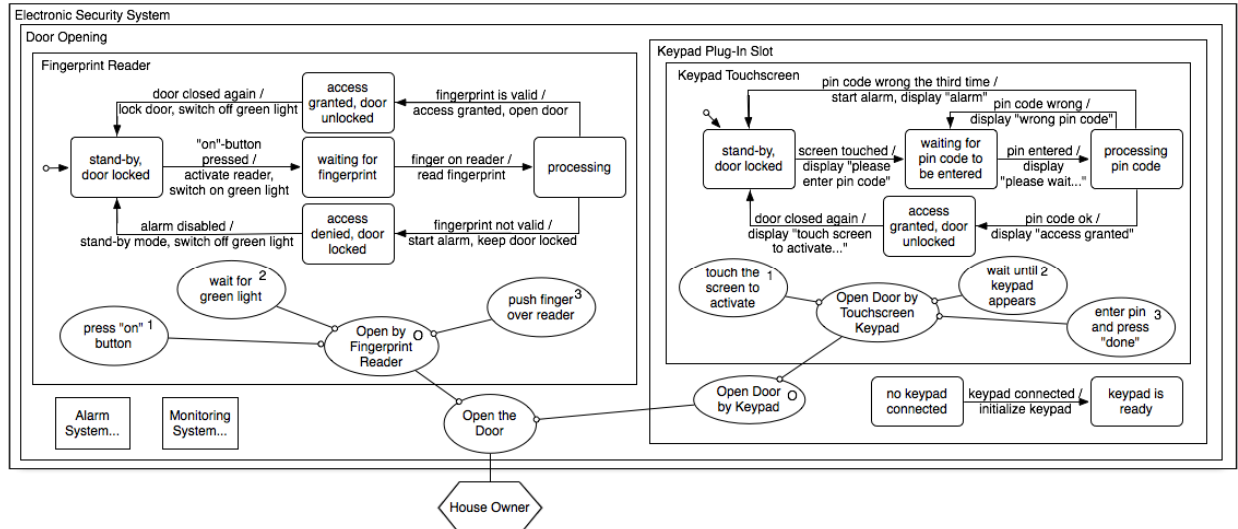 Electronic Security System
Door Opening
Fingerprint Reader
door closed again /
lock door, switch off green light
access
granted, door
unlocked
fingerprint is valid /
access granted, open door
stand-by,
door locked
"on"-button
pressed /
activate reader,
switch on green light
waiting for
fingerprint
finger on reader /
read fingerprint
processing
alarm disabled /
stand-by mode, switch off green light
access
denied, door
locked
fingerprint not valid /
start alarm, keep door locked
wait for 2
green light
press "on" 1
button
push finger 3
over reader
Open by O
Fingerprint
Reader
Alarm
System...
Monitoring
System...
Open the
Door
House Owner
Keypad Plug-In Slot
Keypad Touchscreen
pin code wrong the third time /
start alarm, display "alarm"
pin code wrong /
display "wrong pin code"
stand-by,
door locked
screen touched /
display "please
enter pin code"
waiting for
pin code to
be entered
pin entered /
display
"please wait..."
processing
pin code
door closed again /
display "touch screen
to activate..."
access
granted, door
unlocked
pin code ok /
display "access granted"
touch the 1
screen to
activate
Open Door by
Touchscreen
Keypad
wait until 2
keypad
appears
enter pin 3
and press
"done"
Open Door
by Keypad O
no keypad
connected
keypad connected /
initialize keypad
keypad is
ready